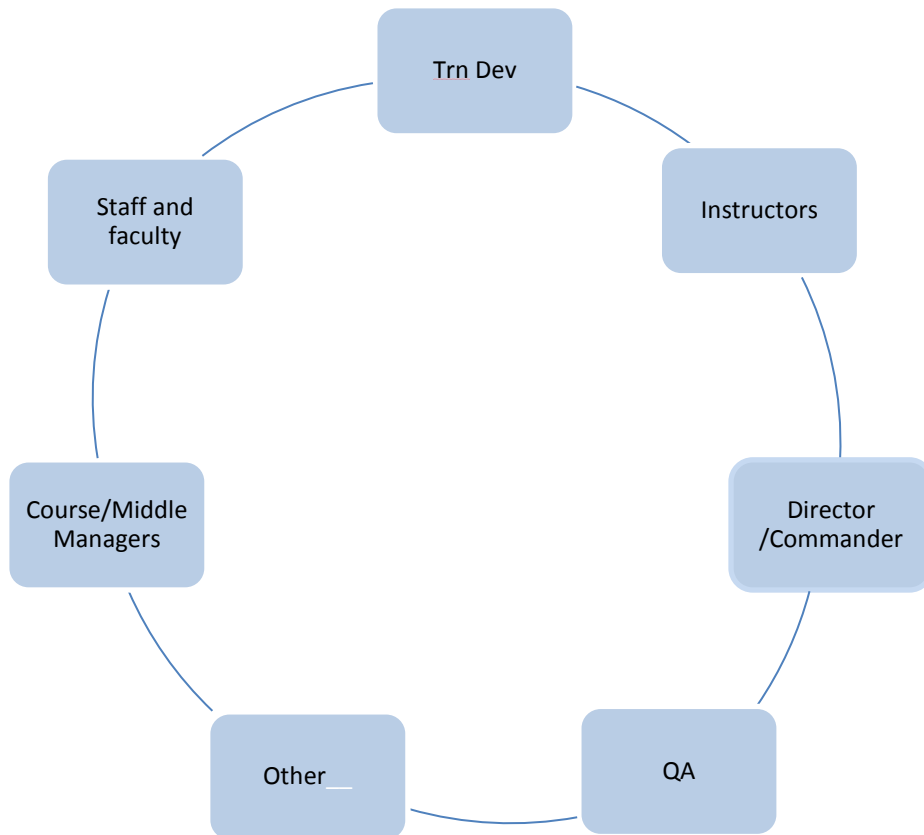 Trn Dev
Instructors
Director
/Commander
QA
Other__
Course/Middle
Managers
Staff and
faculty